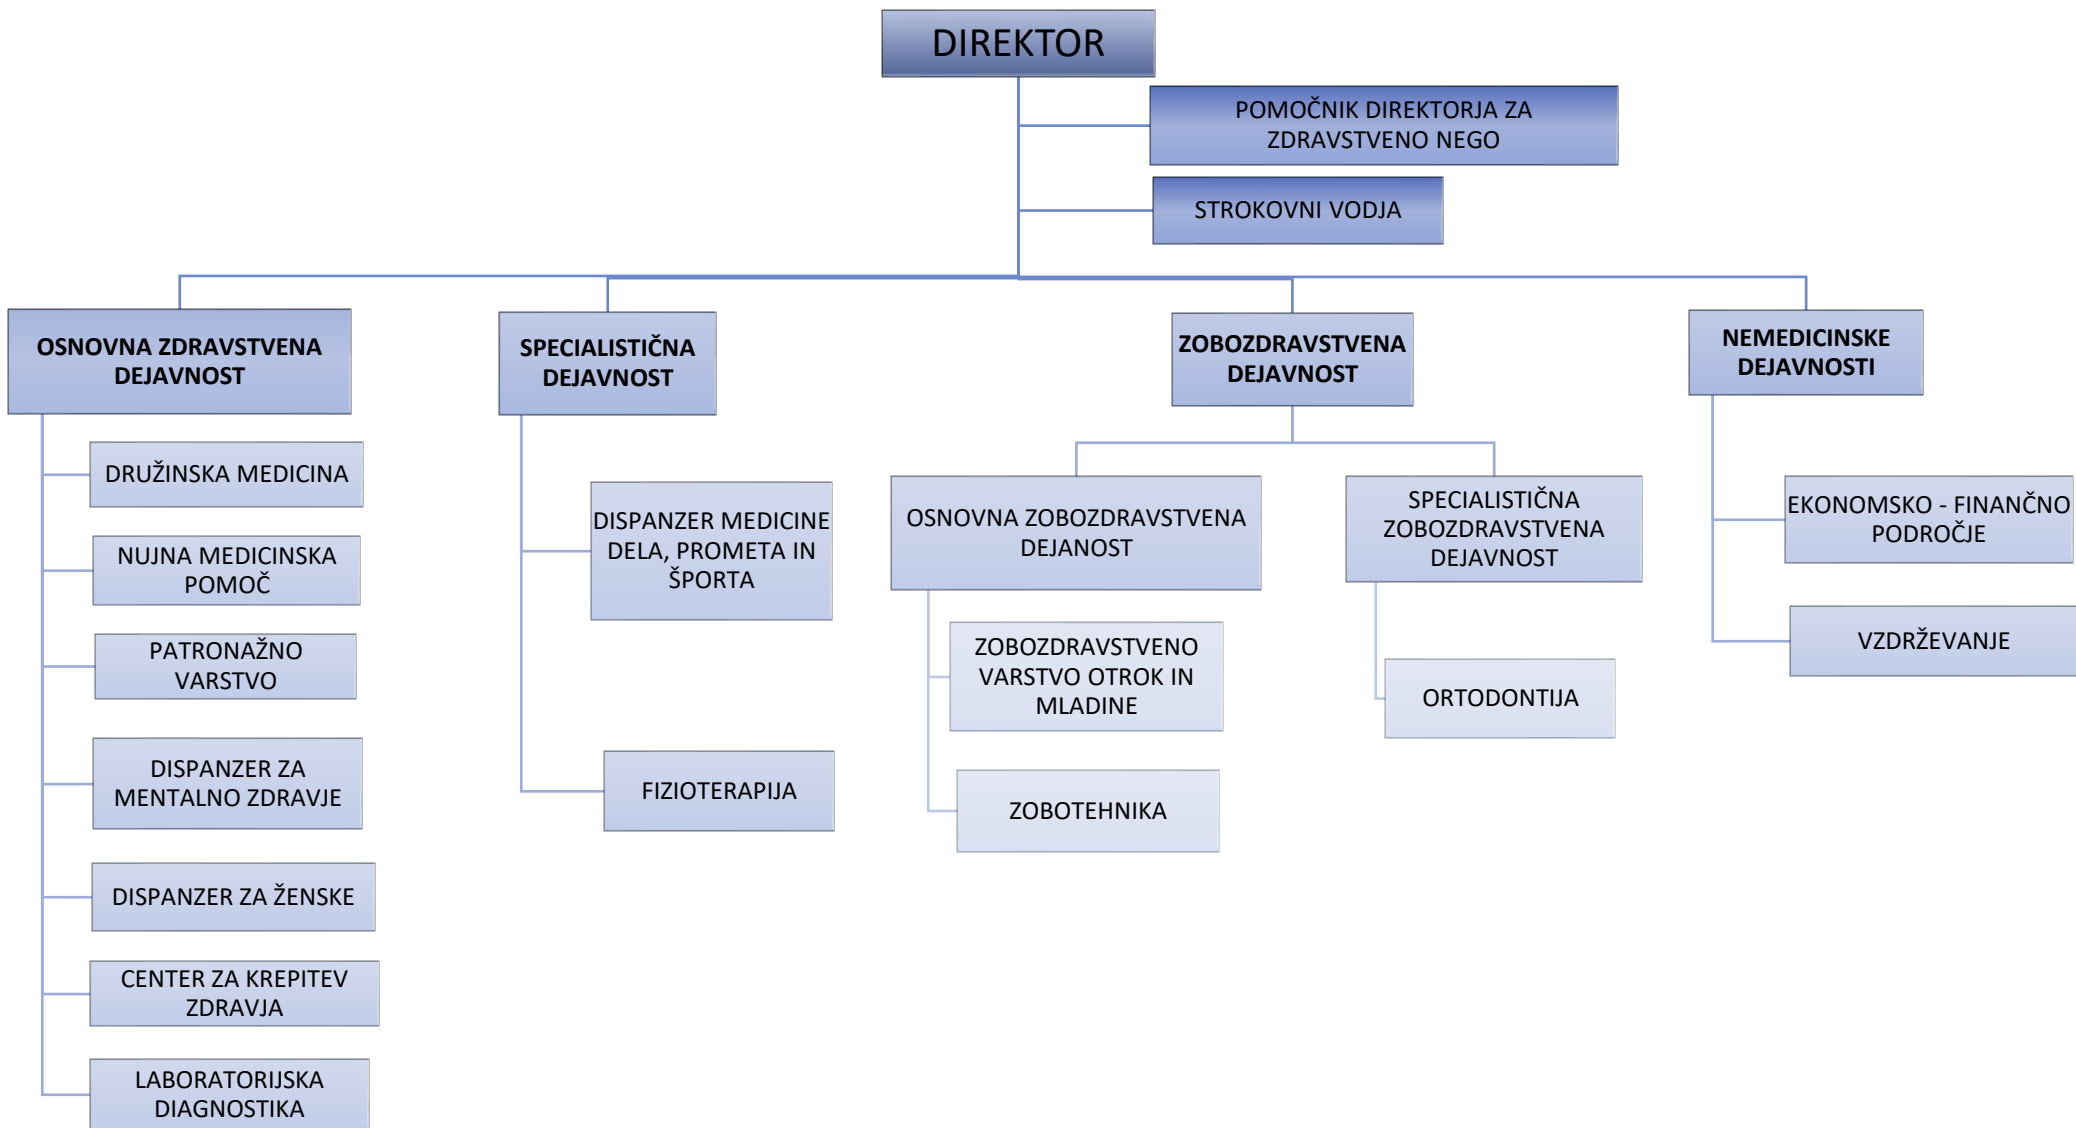 DIREKTOR
POMOČNIK DIREKTORJA ZA
ZDRAVSTVENO NEGO
STROKOVNI VODJA
OSNOVNA ZDRAVSTVENA
DEJAVNOST
DRUŽINSKA MEDICINA
NUJNA MEDICINSKA
POMOČ
PATRONAŽNO
VARSTVO
DISPANZER ZA
MENTALNO ZDRAVJE
DISPANZER ZA ŽENSKE
CENTER ZA KREPITEV
ZDRAVJA
LABORATORIJSKA
DIAGNOSTIKA
SPECIALISTIČNA
DEJAVNOST
DISPANZER MEDICINE
DELA, PROMETA IN
ŠPORTA
FIZIOTERAPIJA
ZOBOZDRAVSTVENA
DEJAVNOST
OSNOVNA ZOBOZDRAVSTVENA
DEJANOST
ZOBOZDRAVSTVENO
VARSTVO OTROK IN
MLADINE
ZOBOTEHNIKA
SPECIALISTIČNA
ZOBOZDRAVSTVENA
DEJAVNOST
ORTODONTIJA
NEMEDICINSKE
DEJAVNOSTI
EKONOMSKO - FINANČNO
PODROČJE
VZDRŽEVANJE